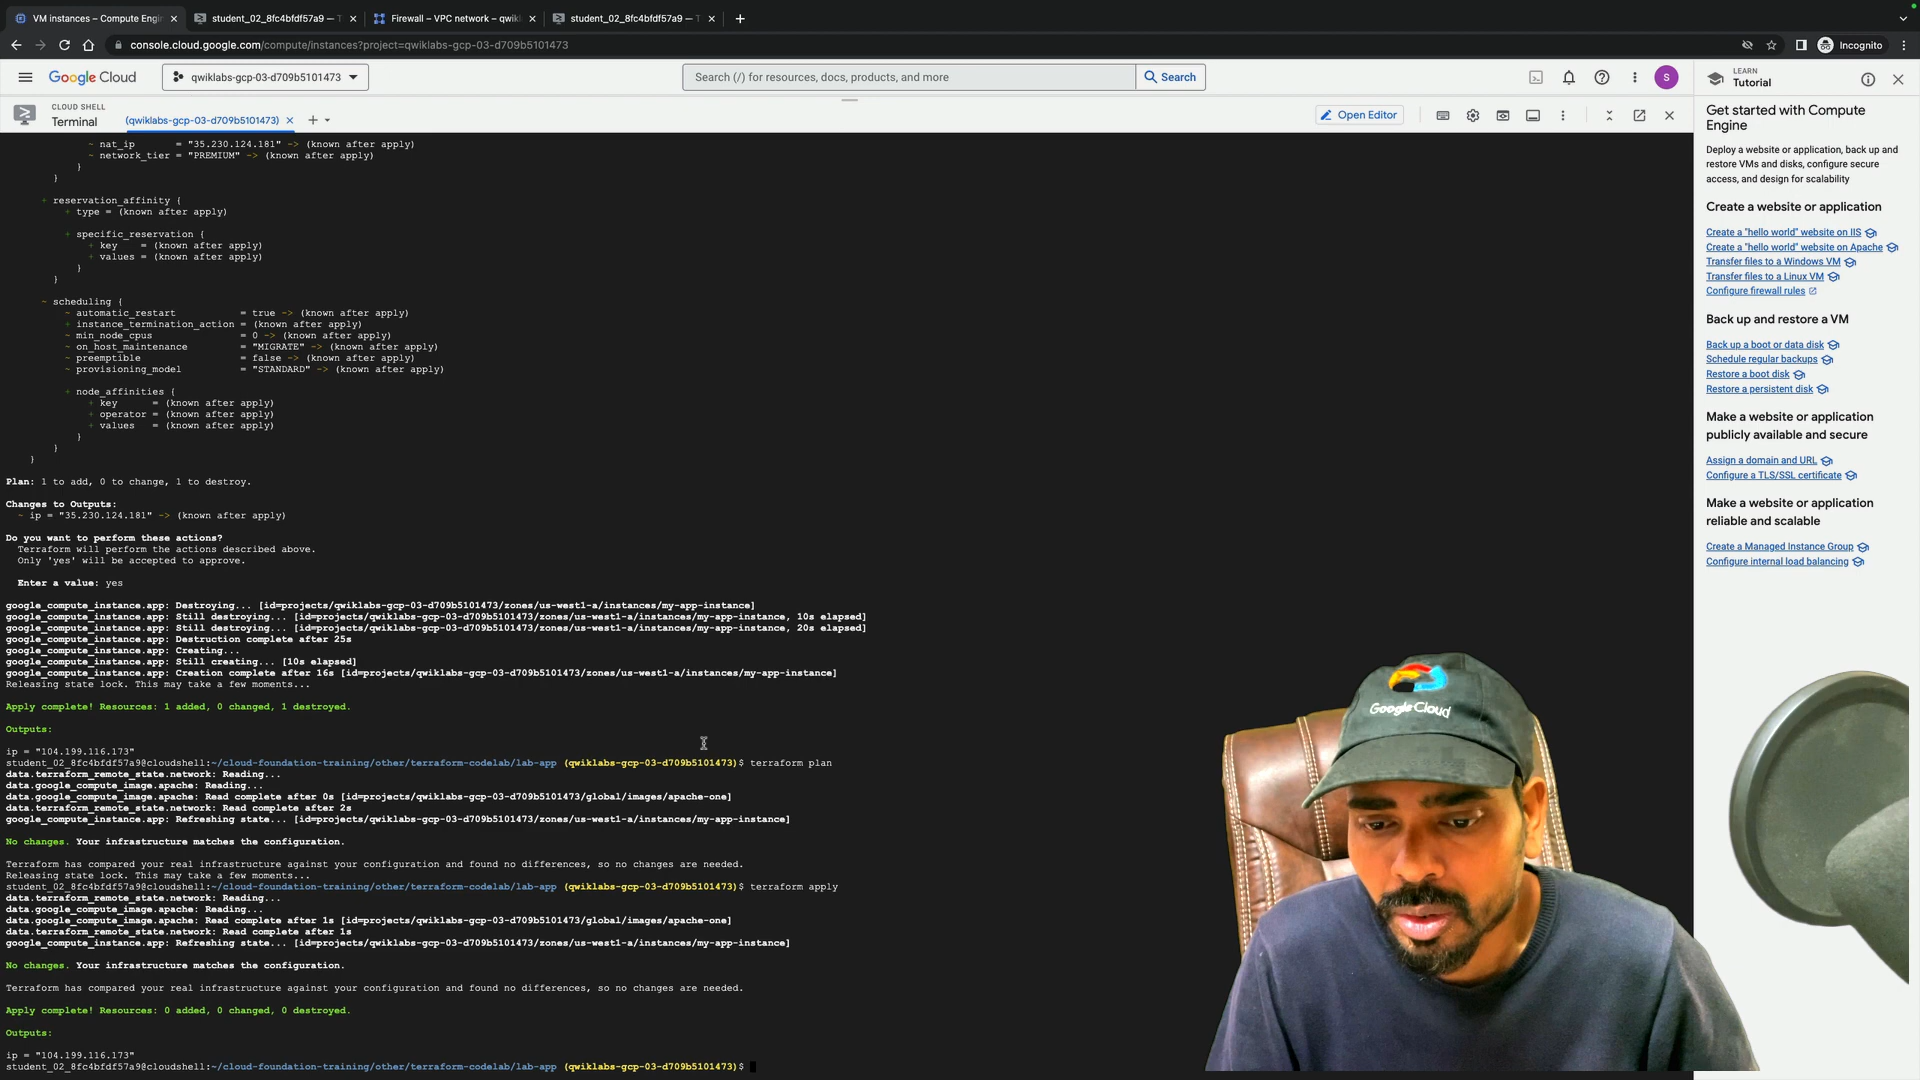 VM instances – Compute Engin
student_02_8fc4bfdf57a9 — T
Firewall – VPC network – qwik
student_02_8fc4bfdf57a9 — T
console.cloud.google.com/compute/instances?project=qwiklabs-gcp-03-d709b5101473
Incognito
Google Cloud
qwiklabs-gcp-03-d709b5101473
Search (/) for resources, docs, products, and more
Search
S
LEARN
Tutorial
CLOUD SHELL
Terminal
(qwiklabs-gcp-03-d709b5101473)
Open Editor
~ nat_ip       = "35.230.124.181" -> (known after apply)
~ network_tier = "PREMIUM" -> (known after apply)
}
}
+ reservation_affinity {
+ type = (known after apply)
+ specific_reservation {
+ key    = (known after apply)
+ values = (known after apply)
}
}
~ scheduling {
~ automatic_restart           = true -> (known after apply)
+ instance_termination_action = (known after apply)
~ min_node_cpus               = 0 -> (known after apply)
~ on_host_maintenance         = "MIGRATE" -> (known after apply)
~ preemptible                 = false -> (known after apply)
~ provisioning_model          = "STANDARD" -> (known after apply)
+ node_affinities {
+ key      = (known after apply)
+ operator = (known after apply)
+ values   = (known after apply)
}
}
}
Plan: 1 to add, 0 to change, 1 to destroy.
Changes to Outputs:
~ ip = "35.230.124.181" -> (known after apply)
Do you want to perform these actions?
Terraform will perform the actions described above.
Only 'yes' will be accepted to approve.
Enter a value: yes
google_compute_instance.app: Destroying... [id=projects/qwiklabs-gcp-03-d709b5101473/zones/us-west1-a/instances/my-app-instance]
google_compute_instance.app: Still destroying... [id=projects/qwiklabs-gcp-03-d709b5101473/zones/us-west1-a/instances/my-app-instance, 10s elapsed]
google_compute_instance.app: Still destroying... [id=projects/qwiklabs-gcp-03-d709b5101473/zones/us-west1-a/instances/my-app-instance, 20s elapsed]
google_compute_instance.app: Destruction complete after 25s
google_compute_instance.app: Creating...
google_compute_instance.app: Still creating... [10s elapsed]
google_compute_instance.app: Creation complete after 16s [id=projects/qwiklabs-gcp-03-d709b5101473/zones/us-west1-a/instances/my-app-instance]
Releasing state lock. This may take a few moments...
Apply complete! Resources: 1 added, 0 changed, 1 destroyed.
Outputs:
ip = "104.199.116.173"
student_02_8fc4bfdf57a9@cloudshell:~/cloud-foundation-training/other/terraform-codelab/lab-app (qwiklabs-gcp-03-d709b5101473)$ terraform plan
data.terraform_remote_state.network: Reading...
data.google_compute_image.apache: Reading...
data.google_compute_image.apache: Read complete after 0s [id=projects/qwiklabs-gcp-03-d709b5101473/global/images/apache-one]
data.terraform_remote_state.network: Read complete after 2s
google_compute_instance.app: Refreshing state... [id=projects/qwiklabs-gcp-03-d709b5101473/zones/us-west1-a/instances/my-app-instance]
No changes. Your infrastructure matches the configuration.
Terraform has compared your real infrastructure against your configuration and found no differences, so no changes are needed.
Releasing state lock. This may take a few moments...
student_02_8fc4bfdf57a9@cloudshell:~/cloud-foundation-training/other/terraform-codelab/lab-app (qwiklabs-gcp-03-d709b5101473)$ terraform apply
data.terraform_remote_state.network: Reading...
data.google_compute_image.apache: Reading...
data.google_compute_image.apache: Read complete after 1s [id=projects/qwiklabs-gcp-03-d709b5101473/global/images/apache-one]
data.terraform_remote_state.network: Read complete after 1s
google_compute_instance.app: Refreshing state... [id=projects/qwiklabs-gcp-03-d709b5101473/zones/us-west1-a/instances/my-app-instance]
No changes. Your infrastructure matches the configuration.
Terraform has compared your real infrastructure against your configuration and found no differences, so no changes are needed.
Apply complete! Resources: 0 added, 0 changed, 0 destroyed.
Outputs:
ip = "104.199.116.173"
student_02_8fc4bfdf57a9@cloudshell:~/cloud-foundation-training/other/terraform-codelab/lab-app (qwiklabs-gcp-03-d709b5101473)$
Get started with Compute
Engine
Deploy a website or application, back up and
restore VMs and disks, configure secure
access, and design for scalability
Create a website or application
Create a "hello world" website on IIS
Create a "hello world" website on Apache
Transfer files to a Windows VM
Transfer files to a Linux VM
Configure firewall rules
Back up and restore a VM
Back up a boot or data disk
Schedule regular backups
Restore a boot disk
Restore a persistent disk
Make a website or application
publicly available and secure
Assign a domain and URL
Configure a TLS/SSL certificate
Make a website or application
reliable and scalable
Create a Managed Instance Group
Configure internal load balancing
Google Cloud